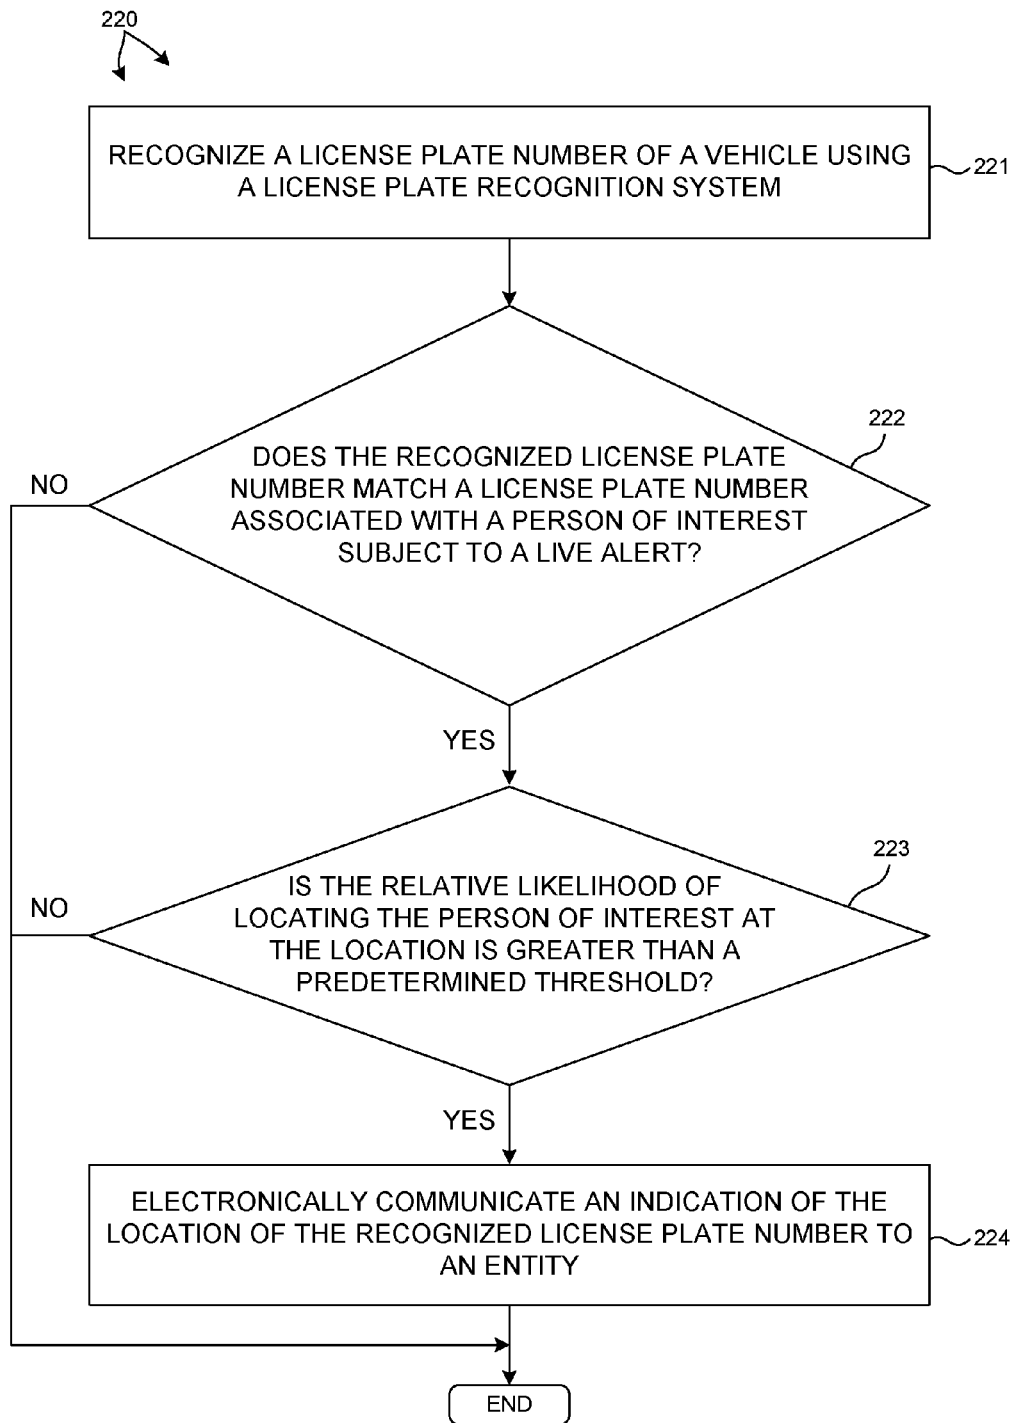 220
RECOGNIZE A LICENSE PLATE NUMBER OF A VEHICLE USING
A LICENSE PLATE RECOGNITION SYSTEM
221
222
DOES THE RECOGNIZED LICENSE PLATE
NUMBER MATCH A LICENSE PLATE NUMBER
ASSOCIATED WITH A PERSON OF INTEREST
SUBJECT TO A LIVE ALERT?
NO
YES
223
IS THE RELATIVE LIKELIHOOD OF
LOCATING THE PERSON OF INTEREST AT
THE LOCATION IS GREATER THAN A
PREDETERMINED THRESHOLD?
NO
YES
ELECTRONICALLY COMMUNICATE AN INDICATION OF THE
LOCATION OF THE RECOGNIZED LICENSE PLATE NUMBER TO
AN ENTITY
224
END